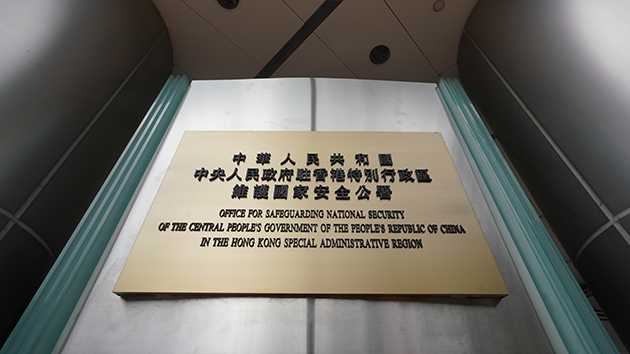 中華人民共和國
中央人民政府駐香港特別行政區
維護國家安全公署
OFFICE FOR SAFEGUARDING NATIONAL SECURITY
OF THE CENTRAL PEOPLE'S GOVERNMENT OF THE PEOPLE'S REPUBLIC OF CHINA
IN THE HONG KONG SPECIAL ADMINISTRATIVE REGION